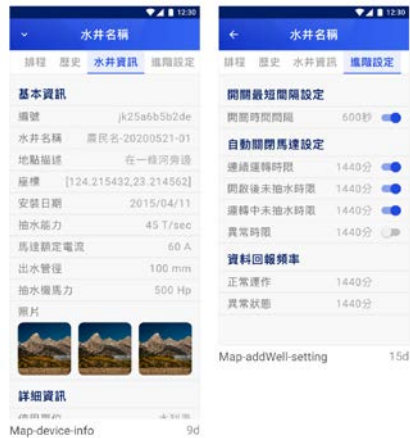 12:30
水井名稱
排程 歷史 水井資訊 進階設定
基本資訊
編號 jk25a6b5b2de
水井名稱 農民名-20200521-01
地點描述 在一條河旁邊
座標 [124.215432,23.214562]
安裝日期 2015/04/11
抽水能力 45 T/sec
馬達額定電流 60 A
出水管徑 100 mm
抽水機馬力 500 Hp
照片
詳細資訊
Map-device-info 9d
12:30
水井名稱
排程 歷史 水井資訊 進階設定
開關最短間隔設定
開關時間間隔 600秒
自動關閉馬達設定
連續運轉時限 1440分
開啟後未抽水時限 1440分
運轉中未抽水時限 1440分
異常時限 1440分
資料回報頻率
正常運作 1440分
異常狀態 1440分
Map-addWell-setting 15d